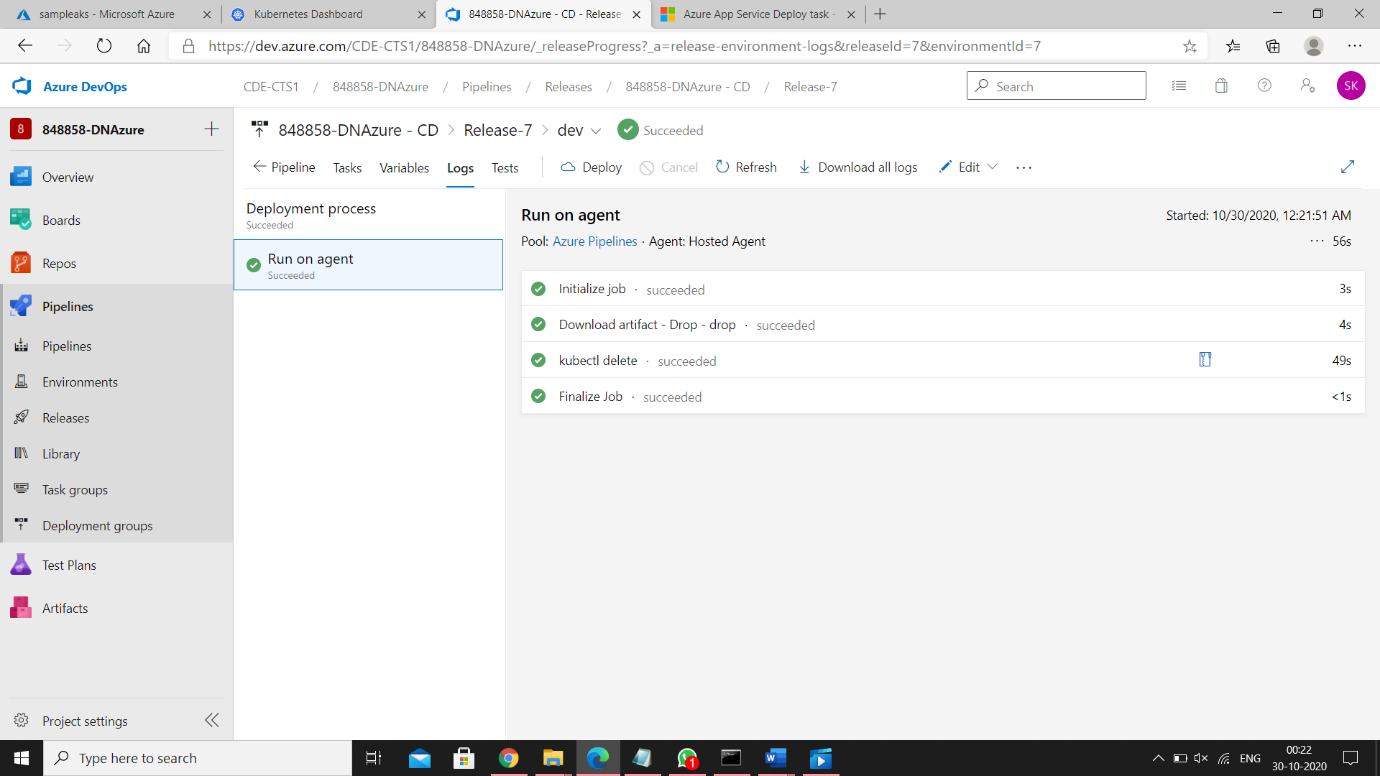 sampleaks - Microsoft Azure
Kubernetes Dashboard
848858-DNAzure - CD - Release
Azure App Service Deploy task -
https://dev.azure.com/CDE-CTS1/848858-DNAzure/_releaseProgress?_a=release-environment-logs&releaseId=7&environmentId=7
Azure DevOps
CDE-CTS1 / 848858-DNAzure / Pipelines / Releases / 848858-DNAzure - CD / Release-7
Search
SK
8 848858-DNAzure
848858-DNAzure - CD > Release-7 > dev Succeeded
Pipeline Tasks Variables Logs Tests Deploy Cancel Refresh Download all logs Edit
Overview
Boards
Repos
Pipelines
Pipelines
Environments
Releases
Library
Task groups
Deployment groups
Test Plans
Artifacts
Project settings
Deployment process
Succeeded
Run on agent
Succeeded
Run on agent
Started: 10/30/2020, 12:21:51 AM
Pool: Azure Pipelines · Agent: Hosted Agent
56s
Initialize job · succeeded 3s
Download artifact - Drop - drop · succeeded 4s
kubectl delete · succeeded 49s
Finalize Job · succeeded <1s
Type here to search
1
ENG
00:22
30-10-2020